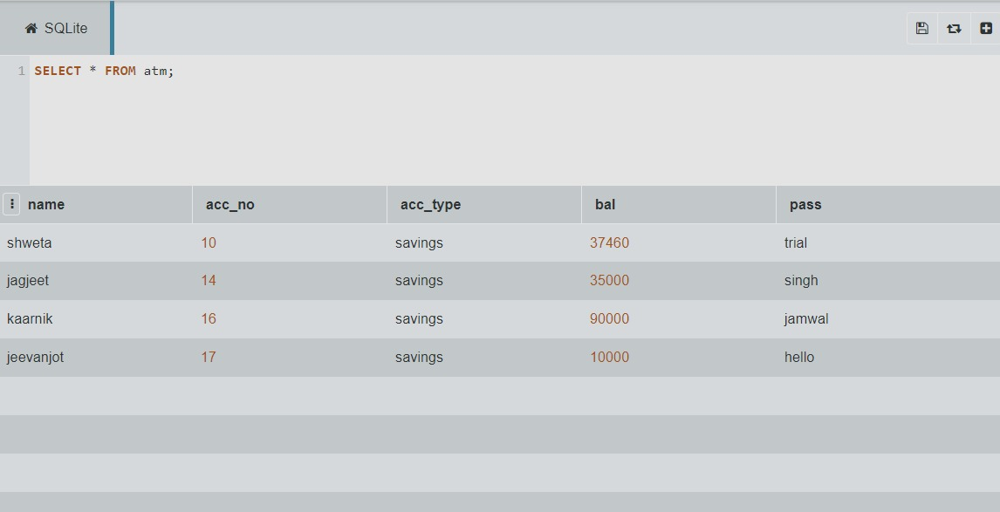 SQLite
1 SELECT * FROM atm;
name acc_no acc_type bal pass
shweta 10 savings 37460 trial
jagjeet 14 savings 35000 singh
kaarnik 16 savings 90000 jamwal
jeevanjot 17 savings 10000 hello